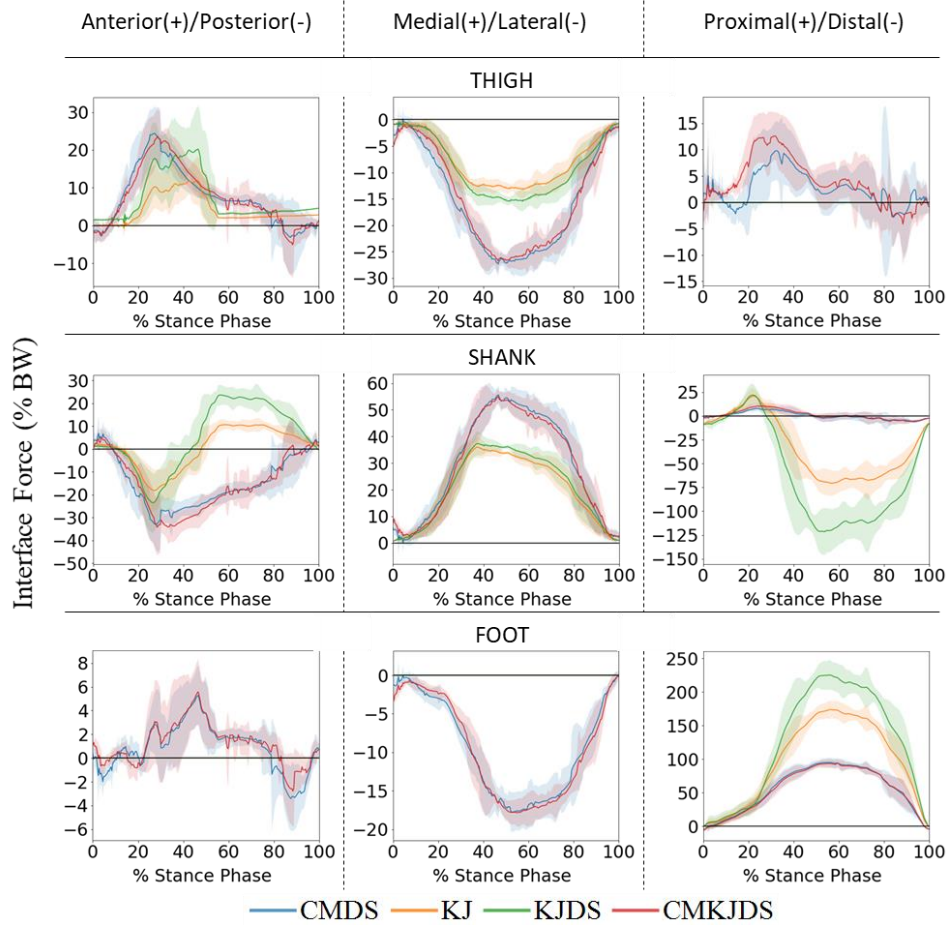 Anterior(+)/Posterior(-) Medial(+)/Lateral(-) Proximal(+)/Distal(-)
THIGH
30
20
10
0
−10
0 20 40 60 80 100
% Stance Phase
0
−5
−10
−15
−20
−25
−30
0 20 40 60 80 100
% Stance Phase
15
10
5
0
−5
−10
−15
0 20 40 60 80 100
% Stance Phase
Interface Force (% BW)
SHANK
30
20
10
0
−10
−20
−30
−40
−50
0 20 40 60 80 100
% Stance Phase
60
50
40
30
20
10
0
0 20 40 60 80 100
% Stance Phase
25
0
−25
−50
−75
−100
−125
−150
0 20 40 60 80 100
% Stance Phase
FOOT
8
6
4
2
0
−2
−4
−6
0 20 40 60 80 100
% Stance Phase
0
−5
−10
−15
−20
0 20 40 60 80 100
% Stance Phase
250
200
150
100
50
0
0 20 40 60 80 100
% Stance Phase
CMDS KJ KJDS CMKJDS